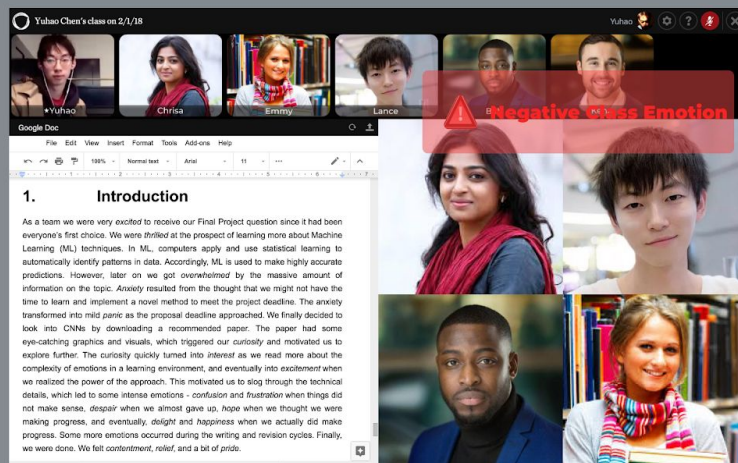 Yuhao Chen's class on 2/1/18
Yuhao
★Yuhao
Chrisa
Emmy
Lance
Negative Class Emotion
Google Doc
File Edit View Insert Format Tools Add-ons Help
100% Normal text Arial 11
1 2 3 4 5 6 7
1. Introduction
As a team we were very excited to receive our Final Project question since it had been
everyone's first choice. We were thrilled at the prospect of learning more about Machine
Learning (ML) techniques. In ML, computers apply and use statistical learning to
automatically identify patterns in data. Accordingly, ML is used to make highly accurate
predictions. However, later on we got overwhelmed by the massive amount of
information on the topic. Anxiety resulted from the thought that we might not have the
time to learn and implement a novel method to meet the project deadline. The anxiety
transformed into mild panic as the proposal deadline approached. We finally decided to
look into CNNs by downloading a recommended paper. The paper had some
eye-catching graphics and visuals, which triggered our curiosity and motivated us to
explore further. The curiosity quickly turned into interest as we read more about the
complexity of emotions in a learning environment, and eventually into excitement when
we realized the power of the approach. This motivated us to slog through the technical
details, which led to some intense emotions - confusion and frustration when things did
not make sense, despair when we almost gave up, hope when we thought we were
making progress, and eventually, delight and happiness when we actually did make
progress. Some more emotions occurred during the writing and revision cycles. Finally,
we were done. We felt contentment, relief, and a bit of pride.